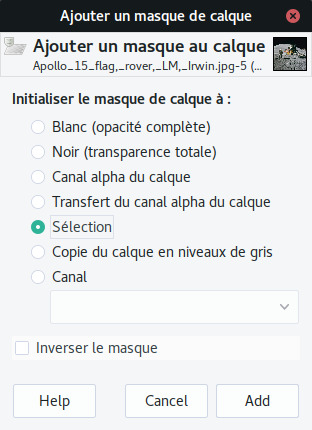 Ajouter un masque de calque
Ajouter un masque au calque
Apollo_15_flag,_rover,_LM,_Irwin.jpg-5 (…
Initialiser le masque de calque à :
Blanc (opacité complète)
Noir (transparence totale)
Canal alpha du calque
Transfert du canal alpha du calque
Sélection
Copie du calque en niveaux de gris
Canal
Inverser le masque
Help
Cancel
Add